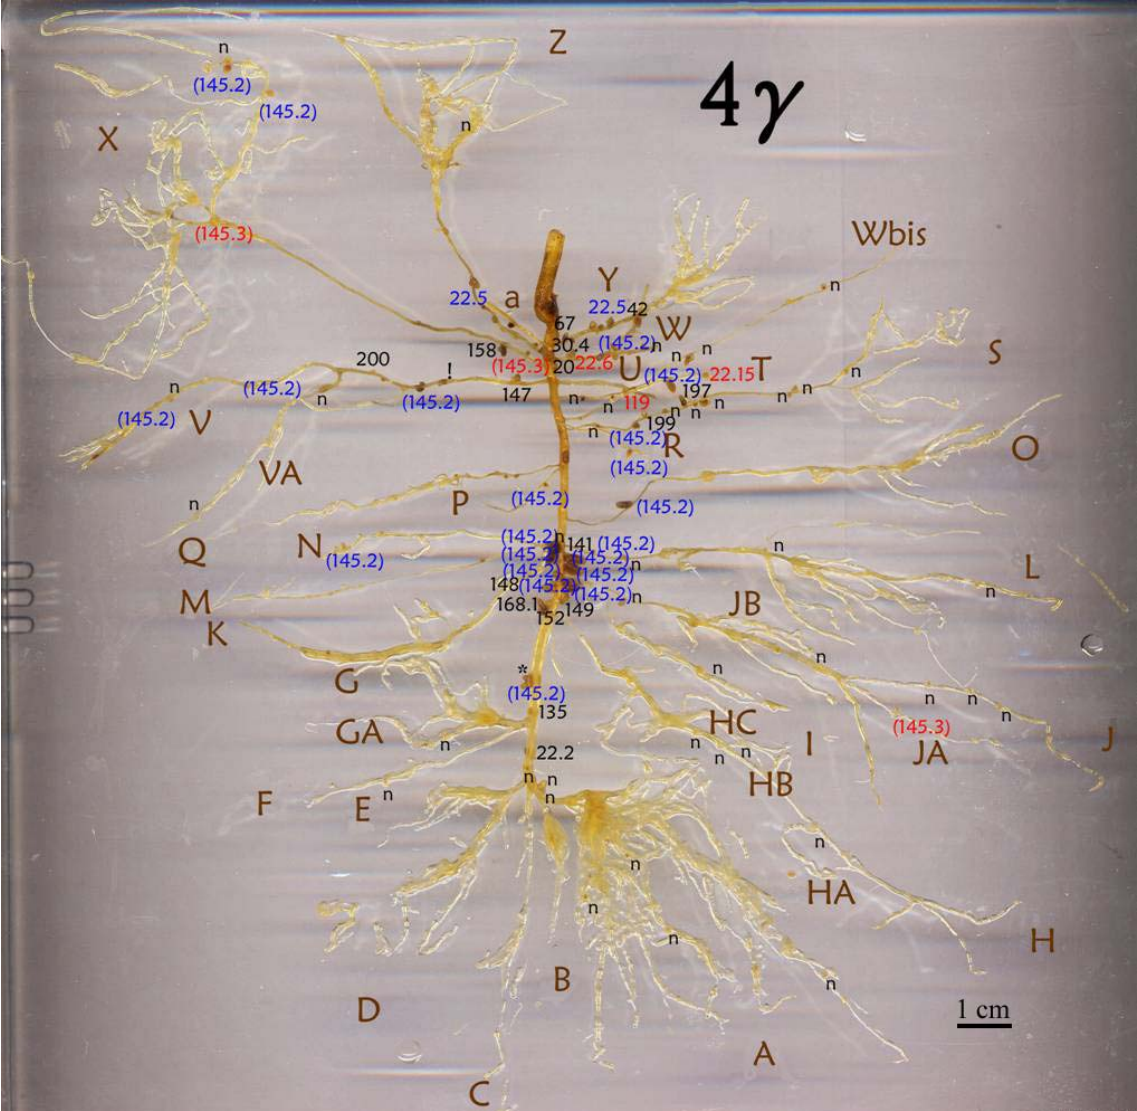 Z
n
4γ
(145.2)
(145.2)
n
X
(145.3)
Wbis
Y
n
22.5
a
22.5
42
67
W
158
30.4
(145.2)
n
n
S
200
(145.3)
20
22.6
U
(145.2)
22.15
T
n
!
n
(145.2)
147
197
n
n
n
(145.2)
n
n
119
n
n
n
(145.2)
V
n
199
(145.2)
R
O
VA
(145.2)
P
(145.2)
n
(145.2)
Q
N
(145.2)
n
141
(145.2)
n
(145.2)
(145.2)
(145.2)
n
L
(145.2)
(145.2)
M
148
(145.2)
(145.2)
n
n
168.1
149
JB
K
152
n
*
n
G
(145.2)
n
n
135
n
GA
HC
(145.3)
n
n
I
J
22.2
n
n
JA
n
n
HB
F
E
n
n
n
n
HA
n
n
H
B
n
D
1 cm
A
C